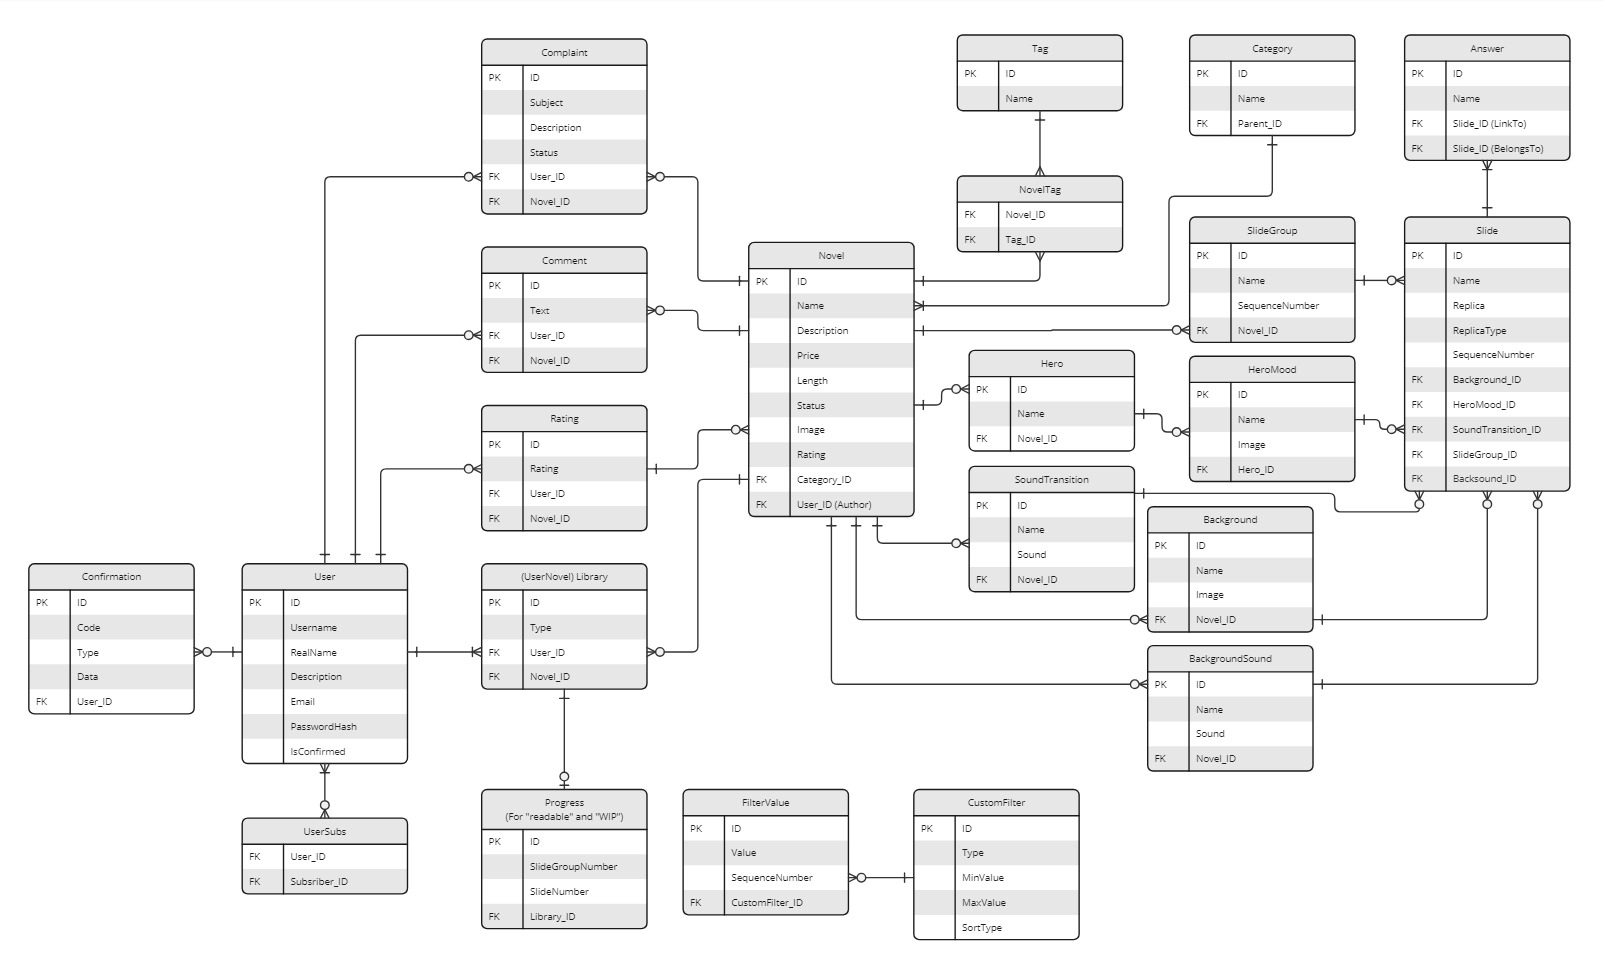 Complaint
PK ID
Subject
Description
Status
FK User_ID
FK Novel_ID
Tag
PK ID
Name
Category
PK ID
Name
FK Parent_ID
Answer
PK ID
Name
FK Slide_ID (LinkTo)
FK Slide_ID (BelongsTo)
NovelTag
FK Novel_ID
FK Tag_ID
Comment
PK ID
Text
FK User_ID
FK Novel_ID
Novel
PK ID
Name
Description
Price
Length
Status
Image
Rating
FK Category_ID
FK User_ID (Author)
SlideGroup
PK ID
Name
SequenceNumber
FK Novel_ID
Slide
PK ID
Name
Replica
ReplicaType
SequenceNumber
FK Background_ID
FK HeroMood_ID
FK SoundTransition_ID
FK SlideGroup_ID
FK Backsound_ID
Hero
PK ID
Name
FK Novel_ID
HeroMood
PK ID
Name
Image
FK Hero_ID
Rating
PK ID
Rating
FK User_ID
FK Novel_ID
SoundTransition
PK ID
Name
Sound
FK Novel_ID
Background
PK ID
Name
Image
FK Novel_ID
Confirmation
PK ID
Code
Type
Data
FK User_ID
User
PK ID
Username
RealName
Description
Email
PasswordHash
IsConfirmed
(UserNovel) Library
PK ID
Type
FK User_ID
FK Novel_ID
BackgroundSound
PK ID
Name
Sound
FK Novel_ID
UserSubs
FK User_ID
FK Subsriber_ID
Progress
(For "readable" and "WIP")
PK ID
SlideGroupNumber
SlideNumber
FK Library_ID
FilterValue
PK ID
Value
SequenceNumber
FK CustomFilter_ID
CustomFilter
PK ID
Type
MinValue
MaxValue
SortType